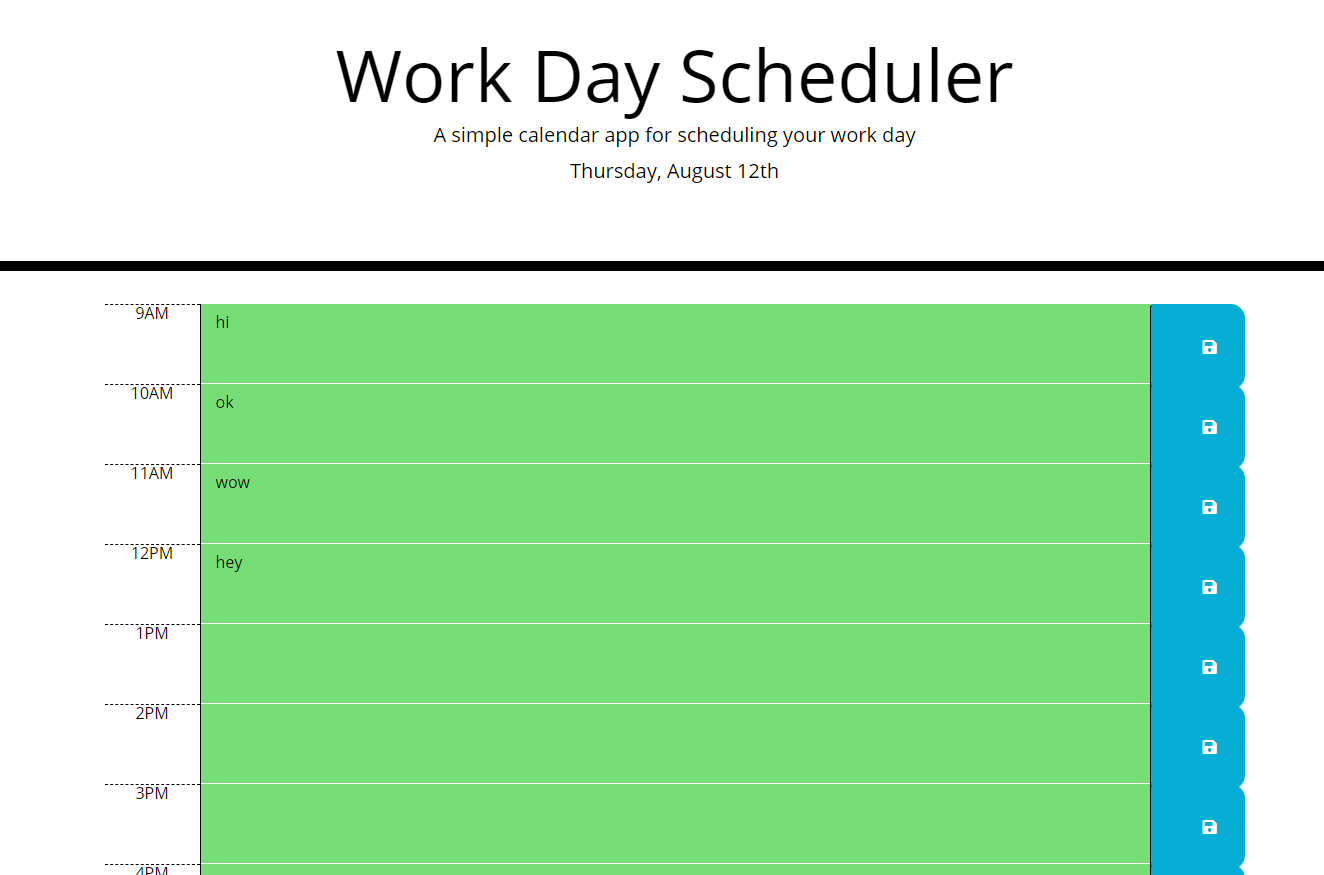 Work Day Scheduler
A simple calendar app for scheduling your work day
Thursday, August 12th
9AM
hi
10AM
ok
11AM
wow
12PM
hey
1PM
2PM
3PM
4PM